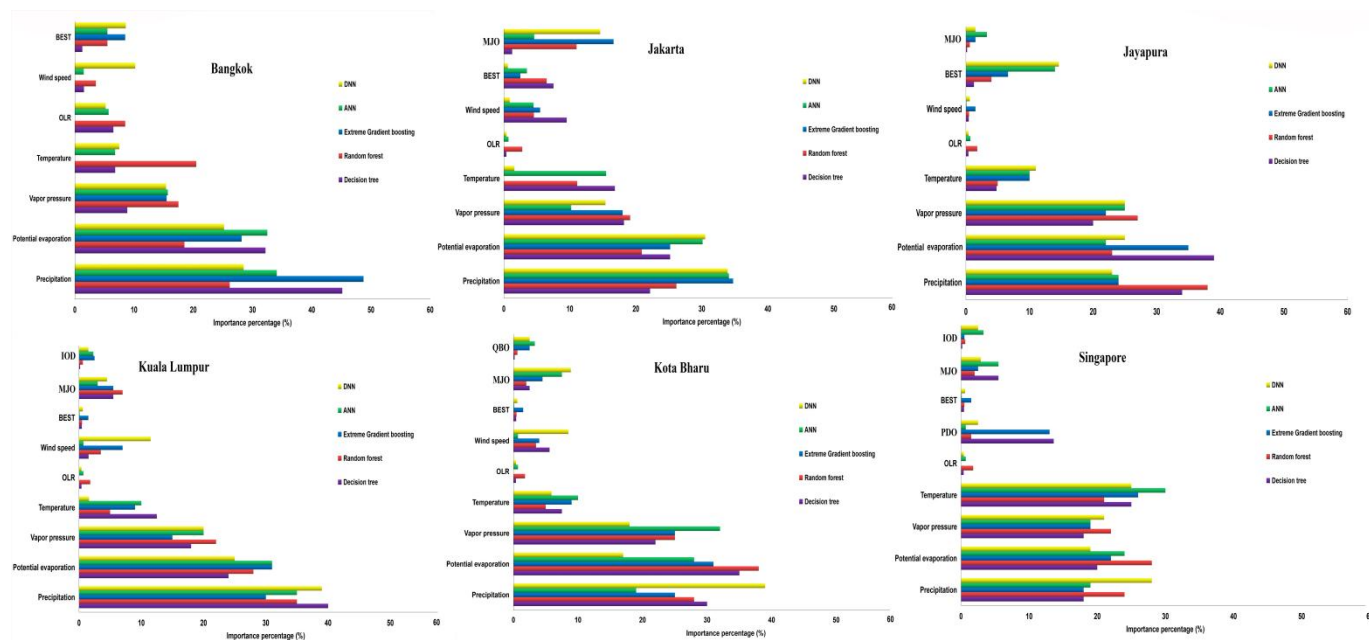 Bangkok
BEST
Wind speed
OLR
Temperature
Vapor pressure
Potential evaporation
Precipitation
DNN
ANN
Extreme Gradient boosting
Random forest
Decision tree
0 10 20 30 40 50 60
Importance percentage (%)
Jakarta
MJO
BEST
Wind speed
OLR
Temperature
Vapor pressure
Potential evaporation
Precipitation
DNN
ANN
Extreme Gradient boosting
Random forest
Decision tree
0 10 20 30 40 50 60
Importance percentage (%)
Jayapura
MJO
BEST
Wind speed
OLR
Temperature
Vapor pressure
Potential evaporation
Precipitation
DNN
ANN
Extreme Gradient boosting
Random forest
Decision tree
0 10 20 30 40 50 60
Importance percentage (%)
Kuala Lumpur
IOD
MJO
BEST
Wind speed
OLR
Temperature
Vapor pressure
Potential evaporation
Precipitation
DNN
ANN
Extreme Gradient boosting
Random forest
Decision tree
0 10 20 30 40 50 60
Importance percentage (%)
Kota Bharu
QBO
MJO
BEST
Wind speed
OLR
Temperature
Vapor pressure
Potential evaporation
Precipitation
DNN
ANN
Extreme Gradient boosting
Random forest
Decision tree
0 10 20 30 40 50 60
Importance percentage (%)
Singapore
IOD
MJO
BEST
PDO
OLR
Temperature
Vapor pressure
Potential evaporation
Precipitation
DNN
ANN
Extreme Gradient boosting
Random forest
Decision tree
0 10 20 30 40 50 60
Importance percentage (%)